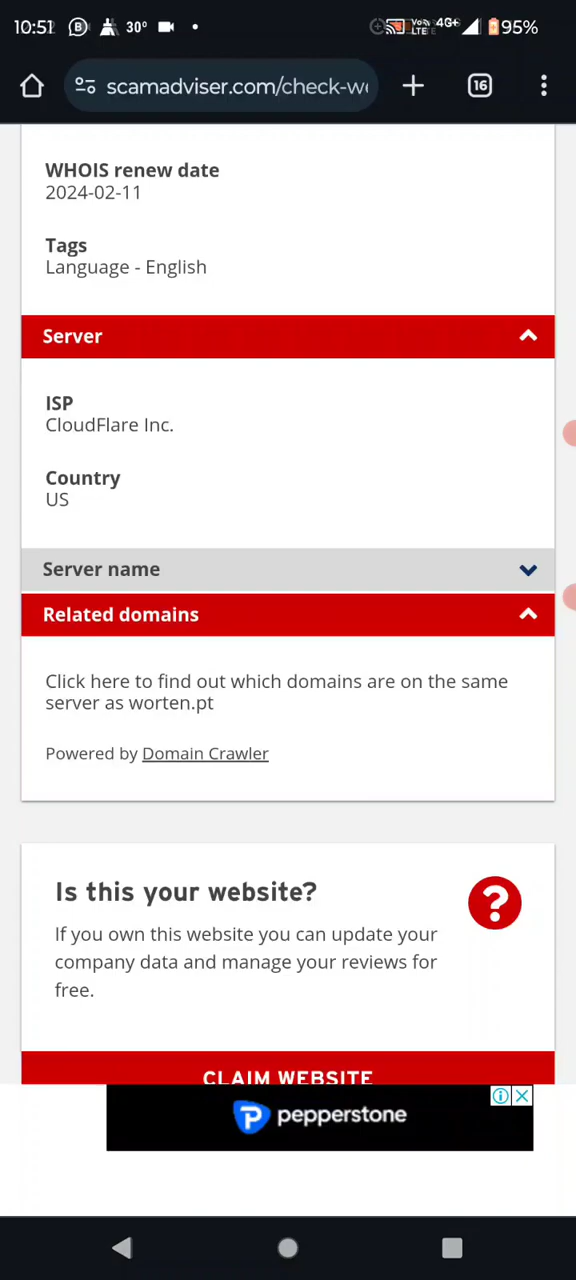 10:51 30° 95%
VoLTE 4G+
scamadviser.com/check-we 16
WHOIS renew date
2024-02-11
Tags
Language - English
Server
ISP
CloudFlare Inc.
Country
US
Server name
Related domains
Click here to find out which domains are on the same
server as worten.pt
Powered by Domain Crawler
Is this your website?
If you own this website you can update your
company data and manage your reviews for
free.
CLAIM WEBSITE
pepperstone